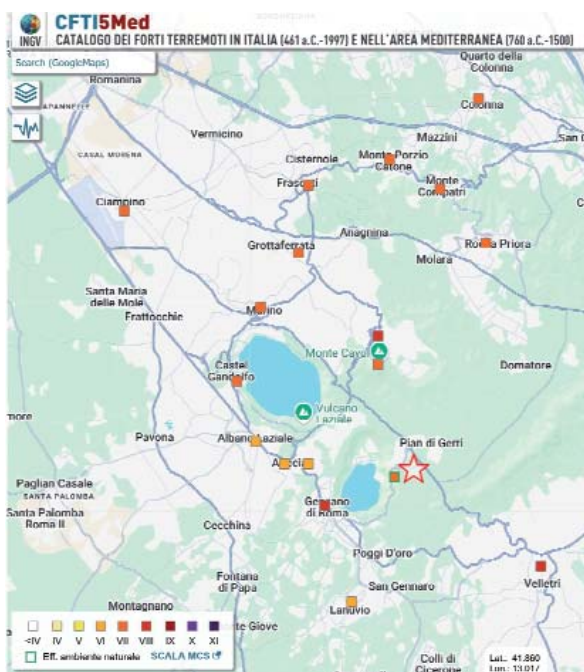 INGV
CFTI5Med
CATALOGO DEI FORTI TERREMOTI IN ITALIA (461 a.C.-1997) E NELL'AREA MEDITERRANEA (760 a.C.-1500)
Search (GoogleMaps)
Romanina
Quarto della
Colonna
Colonna
Vermicino
Mazzini
San C
CASAL MORENA
Cisternole
Monte Porzio
Catone
Frascati
Monte
Compatri
Ciampino
Anagnina
Grottaferrata
Rocca Priora
Molara
Santa Maria
delle Mole
Frattocchie
Marino
Monte Cavo
Castel
Gandolfo
Domatore
Vulcano
Laziale
Pavona
Albano Laziale
Pian di Gerri
Ariccia
Paglian Casale
SANTA PALOMBA
Santa Palomba
Roma II
Genzano
di Roma
Cecchina
Poggi D'oro
Velletri
Fontana
di Papa
San Gennaro
Lanuvio
Montagnano
Colli di
Cicerone
<IV IV V VI VII VIII IX X XI
Eff. ambiente naturale SCALA MCS
Lat.: 41.860
Lon.: 13.017